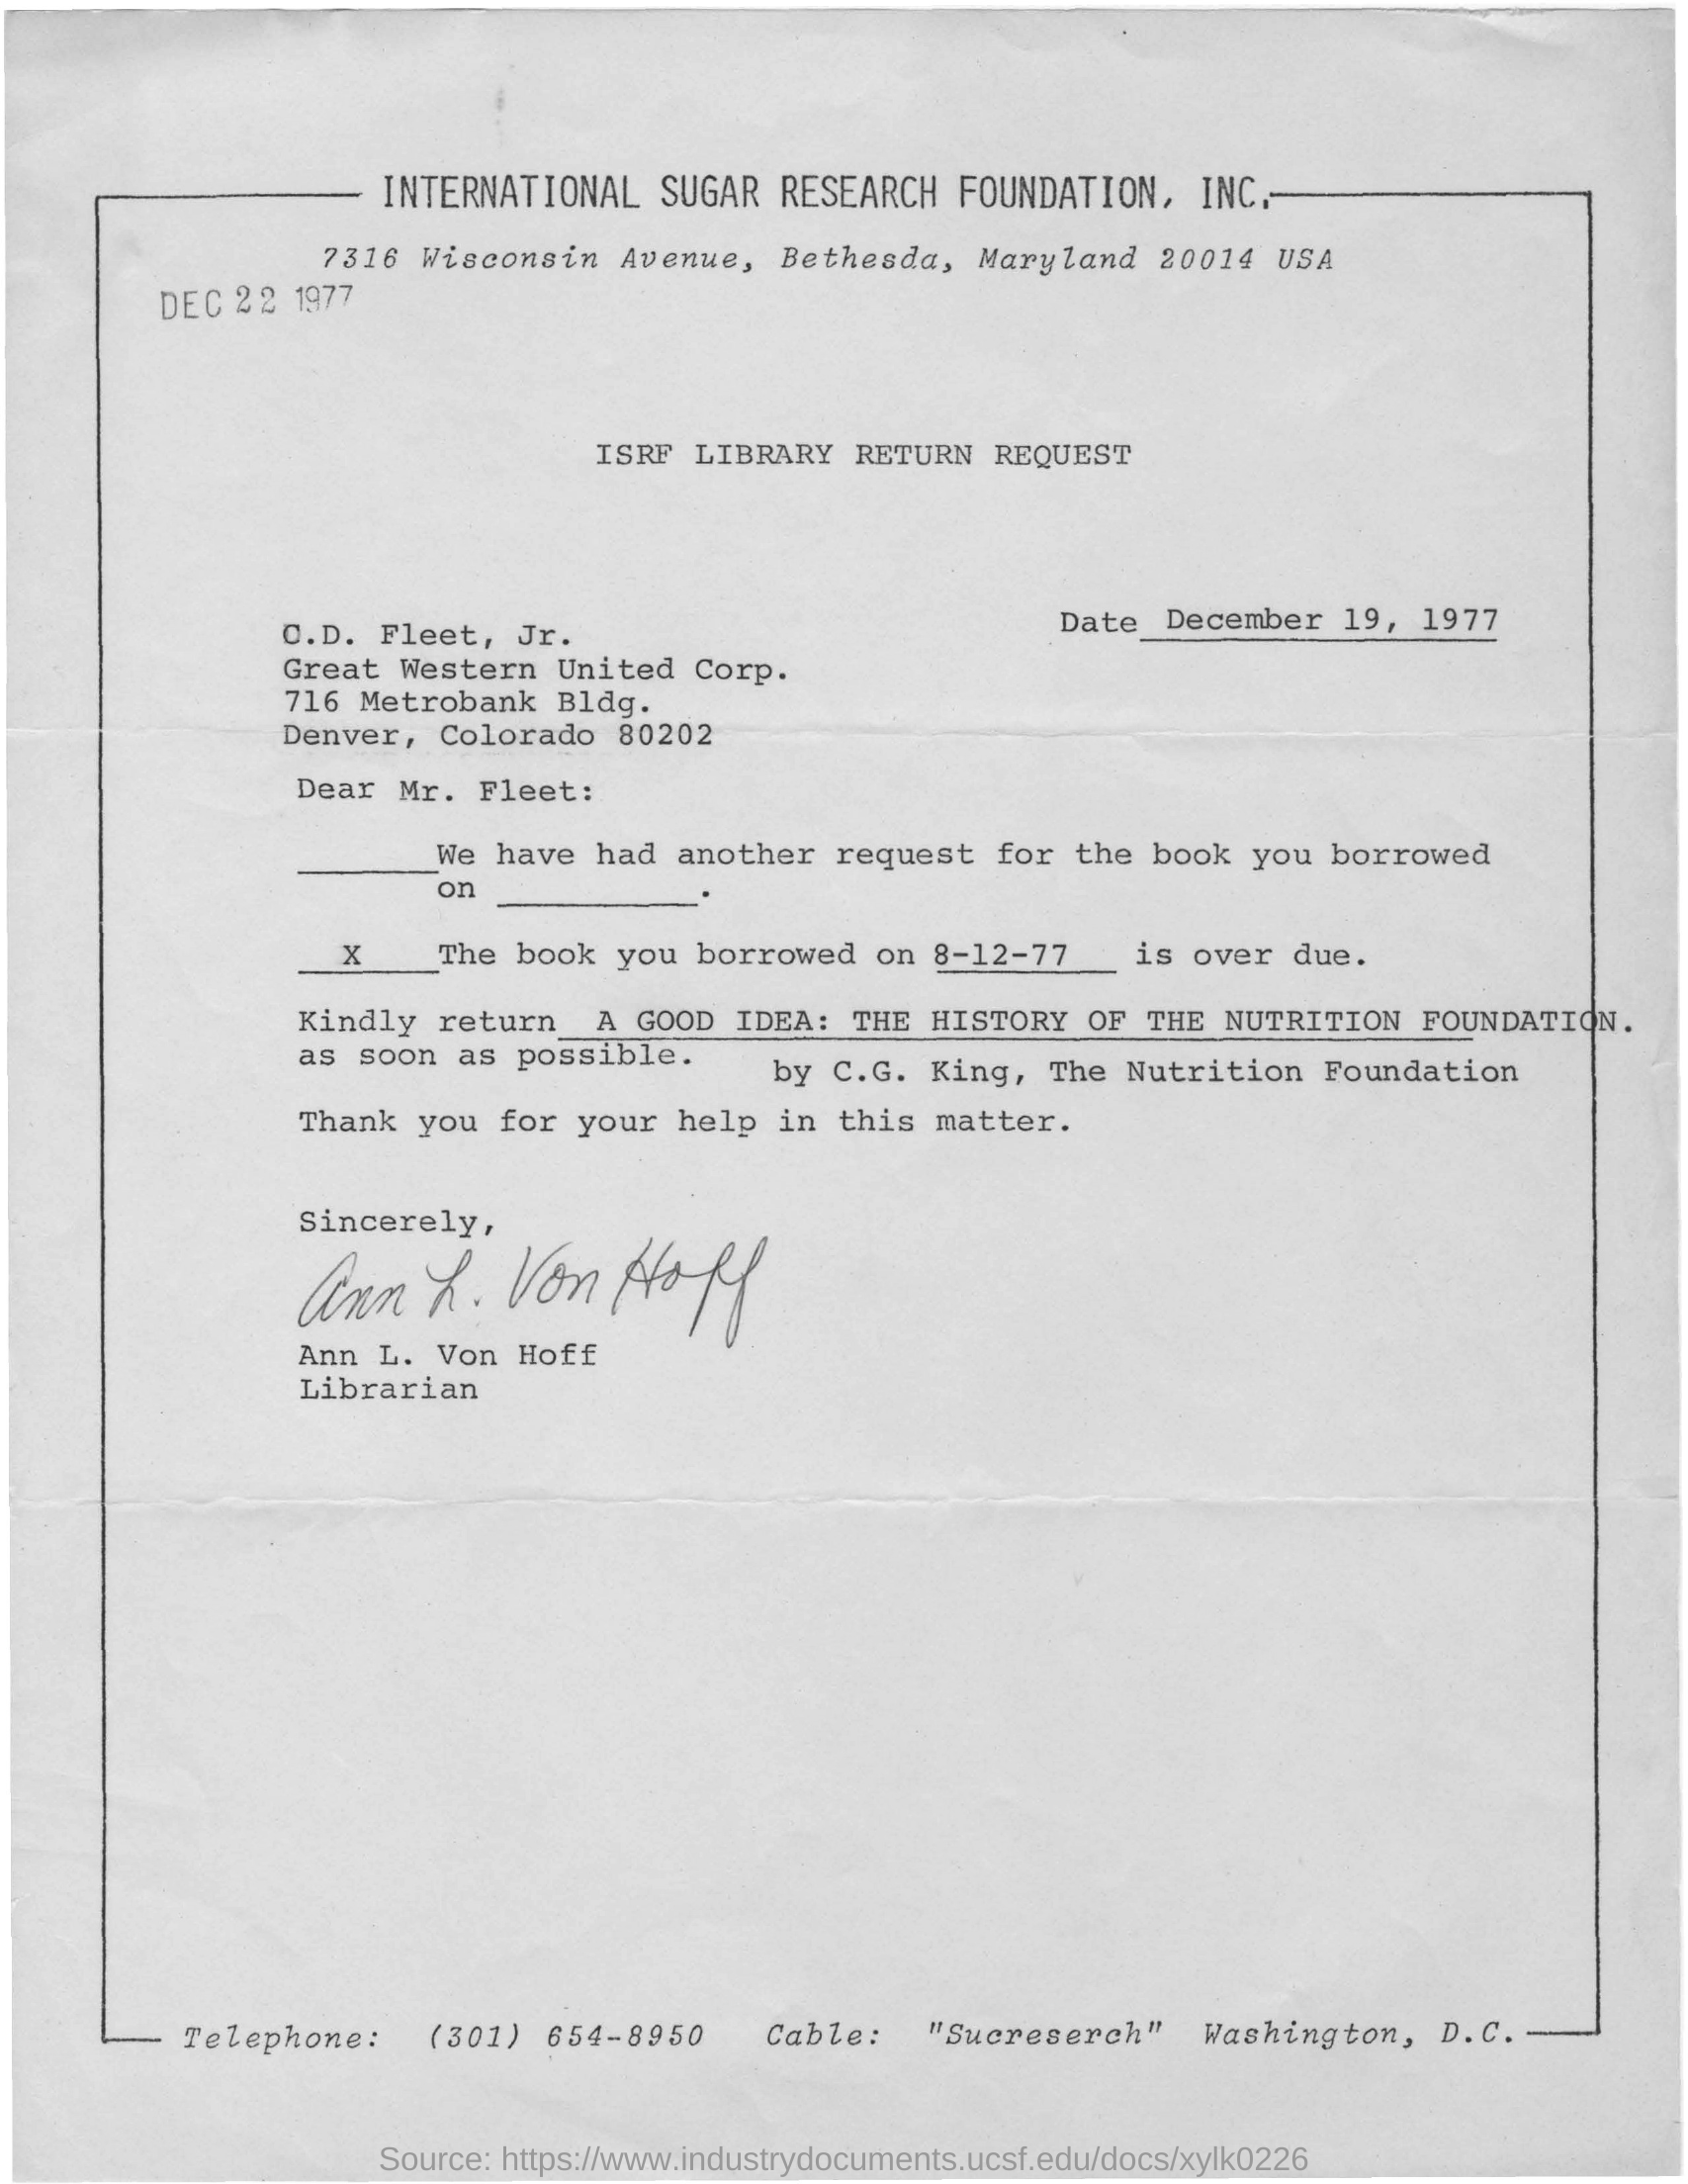 INTERNATIONAL SUGAR RESEARCH FOUNDATION, INC.
7316 Wisconsin Avenue, Bethesda, Maryland 20014 USA
DEC 22 1977
ISRF LIBRARY RETURN REQUEST
Date December 19, 1977
C.D. Fleet, Jr.
Great Western United Corp.
716 Metrobank Bldg.
Denver, Colorado 80202
Dear Mr. Fleet:
We have had another request for the book you borrowed
on .
X The book you borrowed on 8-12-77 is over due.
Kindly return A GOOD IDEA: THE HISTORY OF THE NUTRITION FOUNDATION.
as soon as possible.
by C.G. King, The Nutrition Foundation
Thank you for your help in this matter.
Sincerely,
Ann L. Von Hoff
Ann L. Von Hoff
Librarian
Telephone: (301) 654-8950 Cable: "Sucreserch" Washington, D.C.
Source: https://www.industrydocuments.ucsf.edu/docs/xylk0226